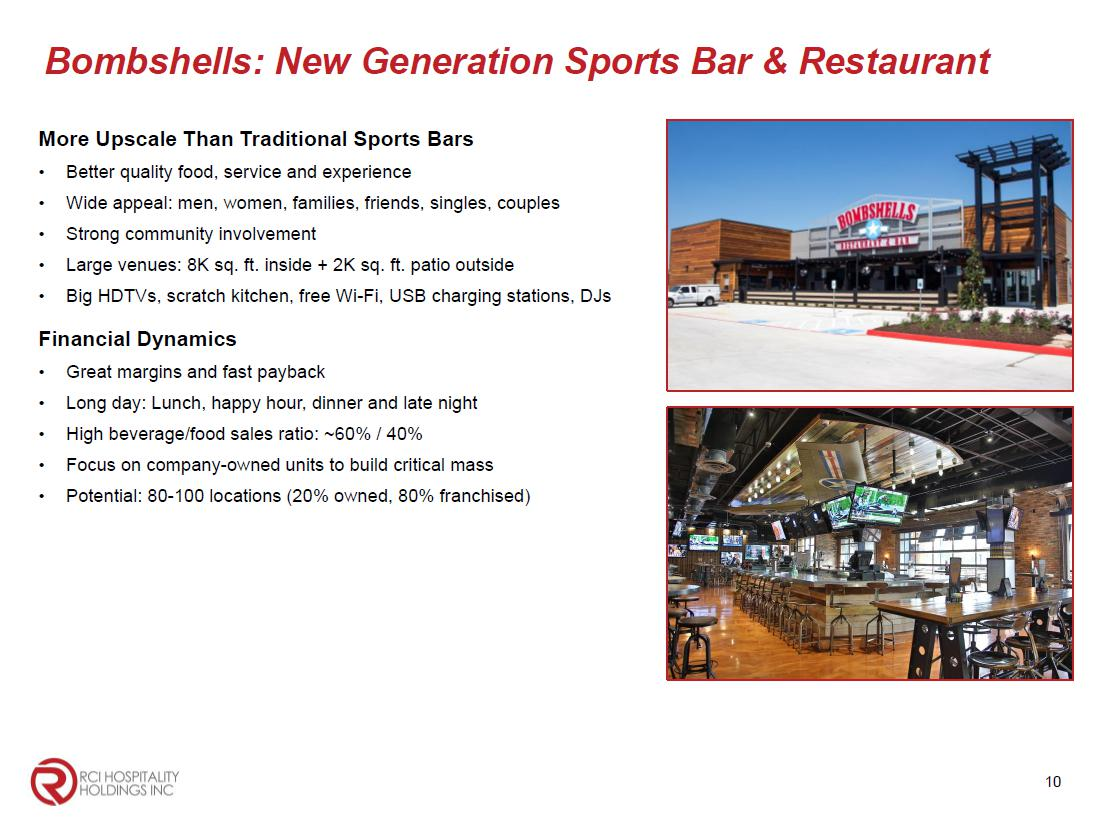 Bombshells: New Generation Sports Bar & Restaurant
More Upscale Than Traditional Sports Bars
• Better quality food, service and experience
• Wide appeal: men, women, families, friends, singles, couples
• Strong community involvement
• Large venues: 8K sq. ft. inside + 2K sq. ft. patio outside
• Big HDTVs, scratch kitchen, free Wi-Fi, USB charging stations, DJs
Financial Dynamics
• Great margins and fast payback
• Long day: Lunch, happy hour, dinner and late night
• High beverage/food sales ratio: ~60% / 40%
• Focus on company-owned units to build critical mass
• Potential: 80-100 locations (20% owned, 80% franchised)
BOMBSHELLS
RESTAURANT & BAR
RCI HOSPITALITY
HOLDINGS INC
10